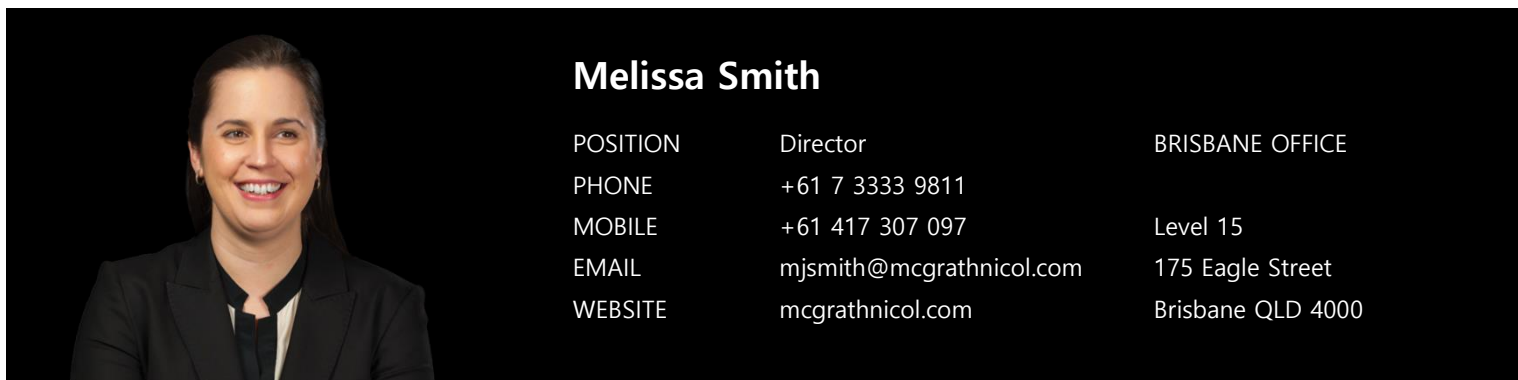 Melissa Smith
POSITION Director BRISBANE OFFICE
PHONE +61 7 3333 9811
MOBILE +61 417 307 097 Level 15
EMAIL mjsmith@mcgrathnicol.com 175 Eagle Street
WEBSITE mcgrathnicol.com Brisbane QLD 4000